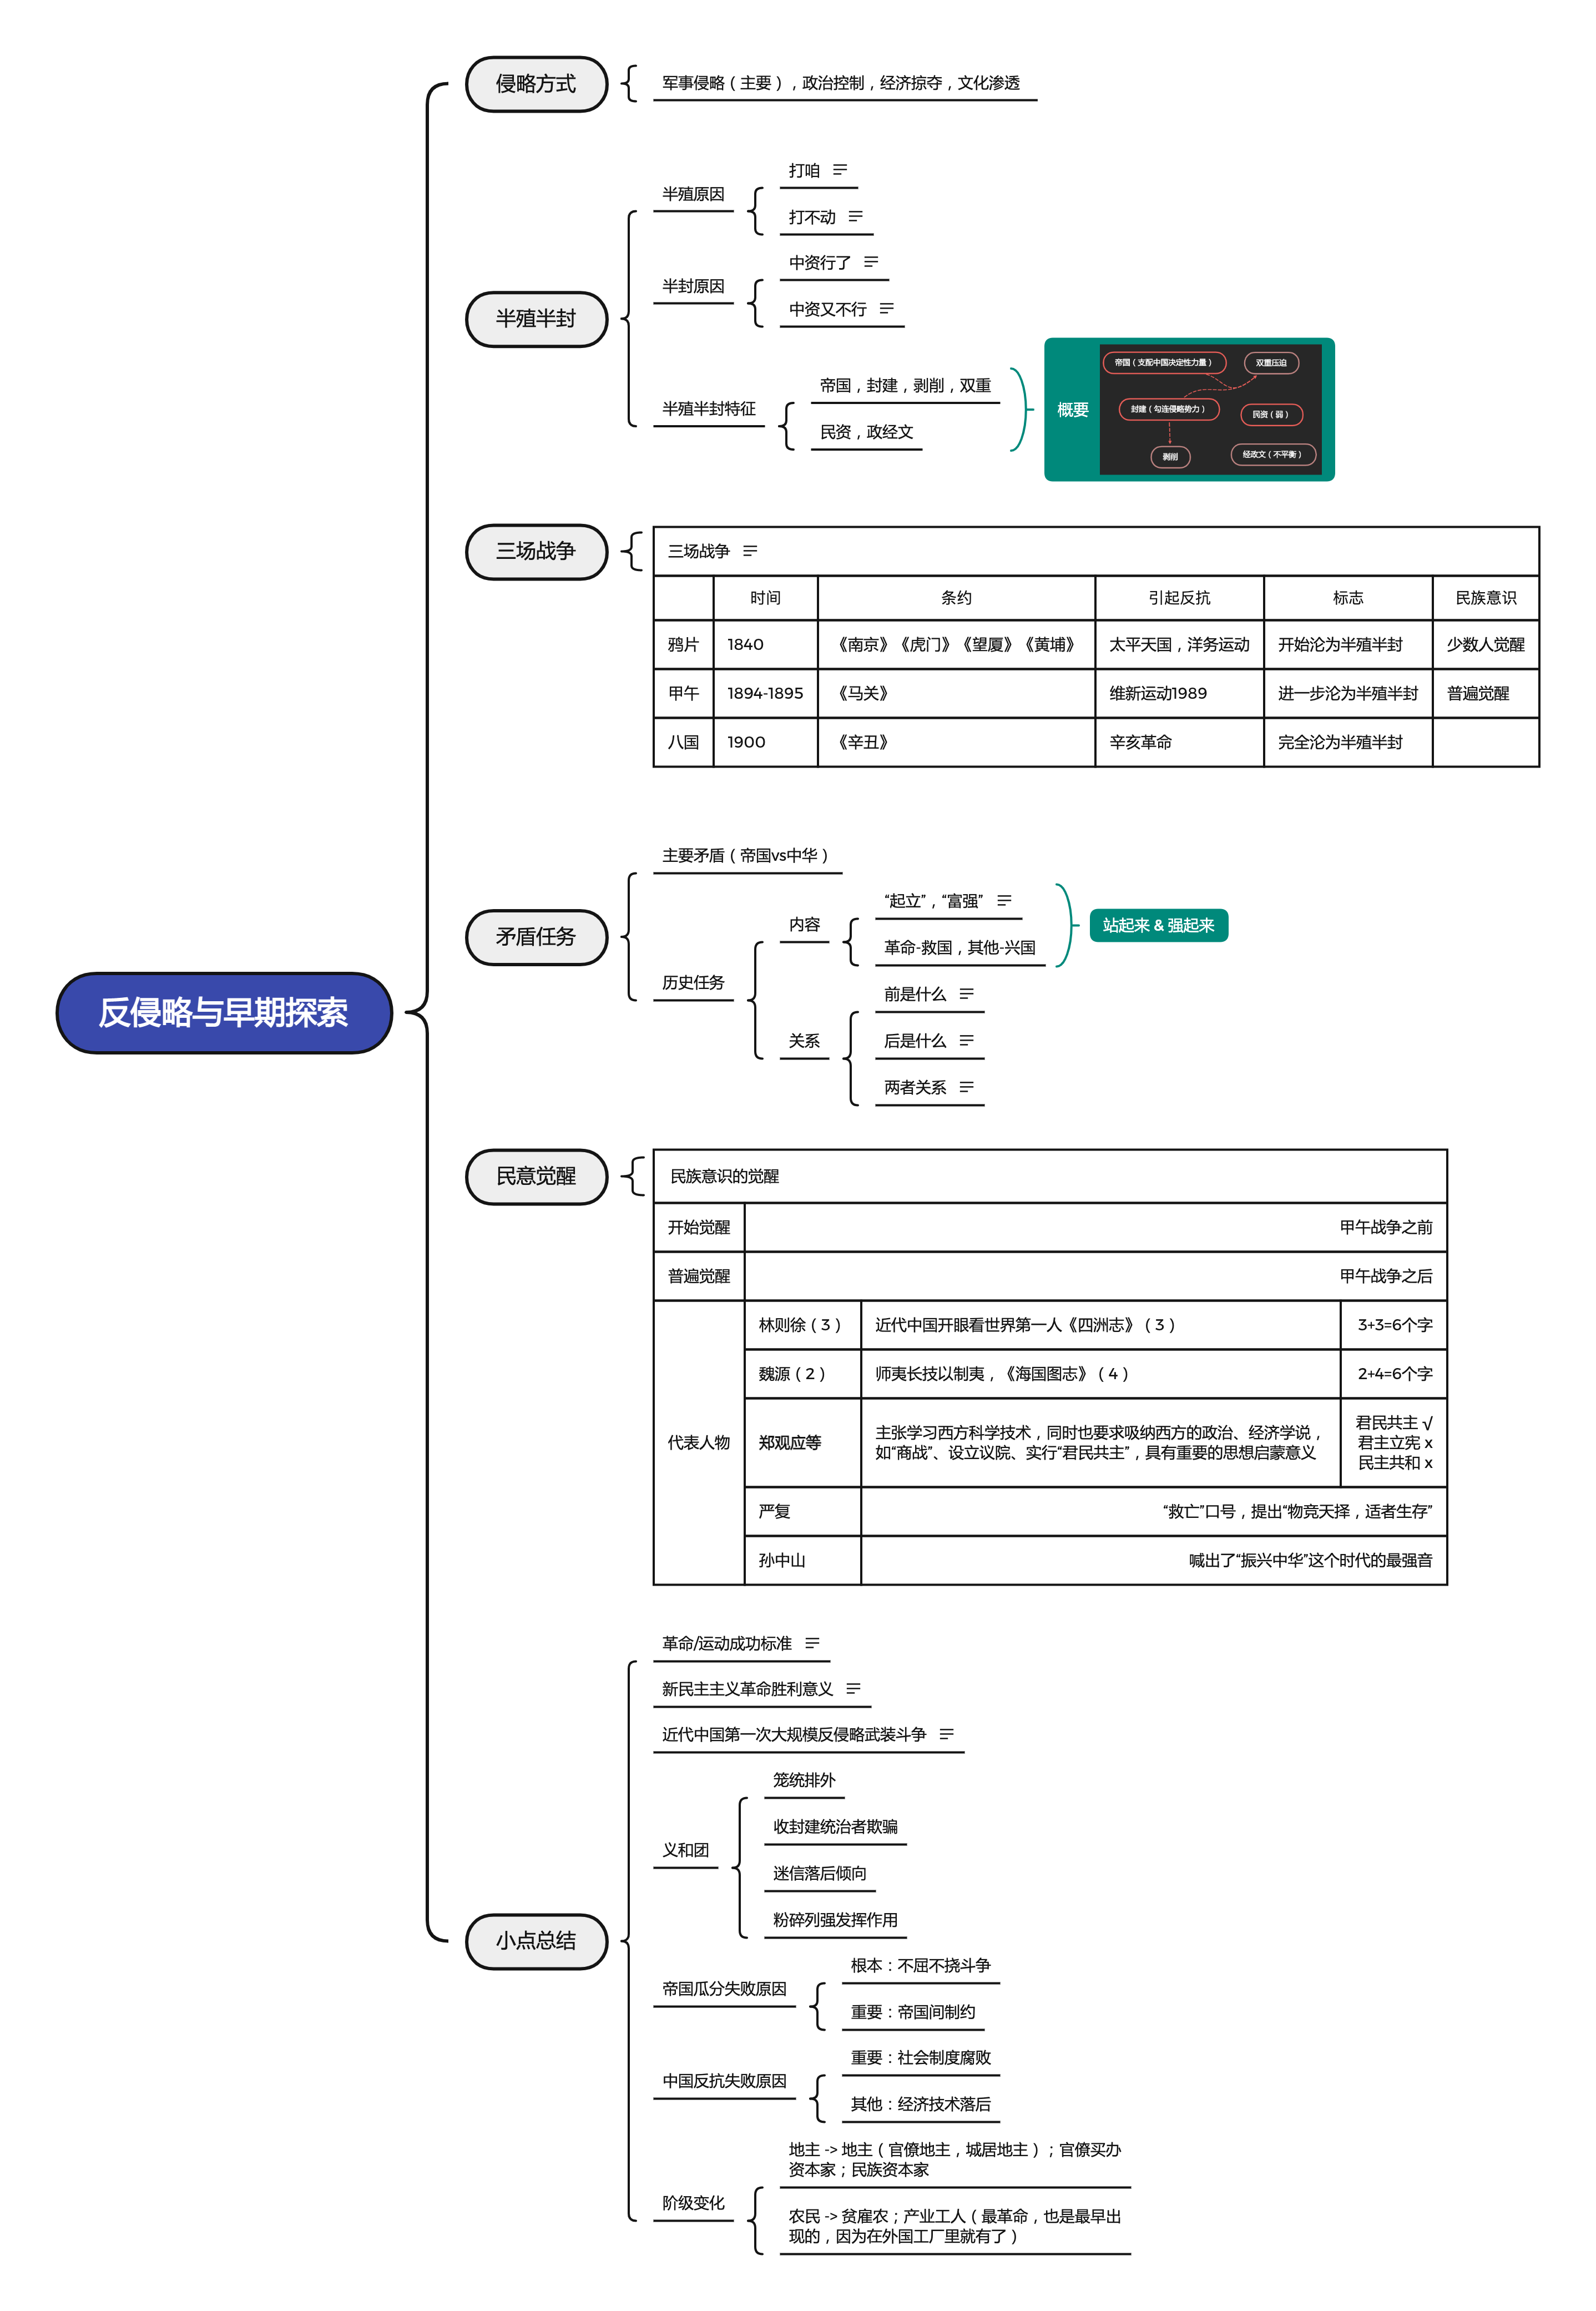 反侵略与早期探索
侵略方式
军事侵略（主要），政治控制，经济掠夺，文化渗透
半殖半封
半殖原因
打咱
打不动
半封原因
中资行了
中资又不行
半殖半封特征
帝国，封建，剥削，双重
民资，政经文
概要
帝国（支配中国决定性力量）
双重压迫
封建（勾连侵略势力）
民资（弱）
剥削
经政文（不平衡）
三场战争
三场战争
时间 条约 引起反抗 标志 民族意识
鸦片 1840 《南京》《虎门》《望厦》《黄埔》 太平天国，洋务运动 开始沦为半殖半封 少数人觉醒
甲午 1894-1895 《马关》 维新运动1989 进一步沦为半殖半封 普遍觉醒
八国 1900 《辛丑》 辛亥革命 完全沦为半殖半封
矛盾任务
主要矛盾（帝国vs中华）
历史任务
内容
“起立”，“富强”
革命-救国，其他-兴国
站起来 & 强起来
关系
前是什么
后是什么
两者关系
民意觉醒
民族意识的觉醒
开始觉醒 甲午战争之前
普遍觉醒 甲午战争之后
代表人物
林则徐（3） 近代中国开眼看世界第一人《四洲志》（3） 3+3=6个字
魏源（2） 师夷长技以制夷，《海国图志》（4） 2+4=6个字
郑观应等
主张学习西方科学技术，同时也要求吸纳西方的政治、经济学说，
如“商战”、设立议院、实行“君民共主”，具有重要的思想启蒙意义
君民共主 √
君主立宪 x
民主共和 x
严复 “救亡”口号，提出“物竞天择，适者生存”
孙中山 喊出了“振兴中华”这个时代的最强音
小点总结
革命/运动成功标准
新民主主义革命胜利意义
近代中国第一次大规模反侵略武装斗争
义和团
笼统排外
收封建统治者欺骗
迷信落后倾向
粉碎列强发挥作用
帝国瓜分失败原因
根本：不屈不挠斗争
重要：帝国间制约
中国反抗失败原因
重要：社会制度腐败
其他：经济技术落后
阶级变化
地主 -> 地主（官僚地主，城居地主）；官僚买办
资本家；民族资本家
农民 -> 贫雇农；产业工人（最革命，也是最早出
现的，因为在外国工厂里就有了）